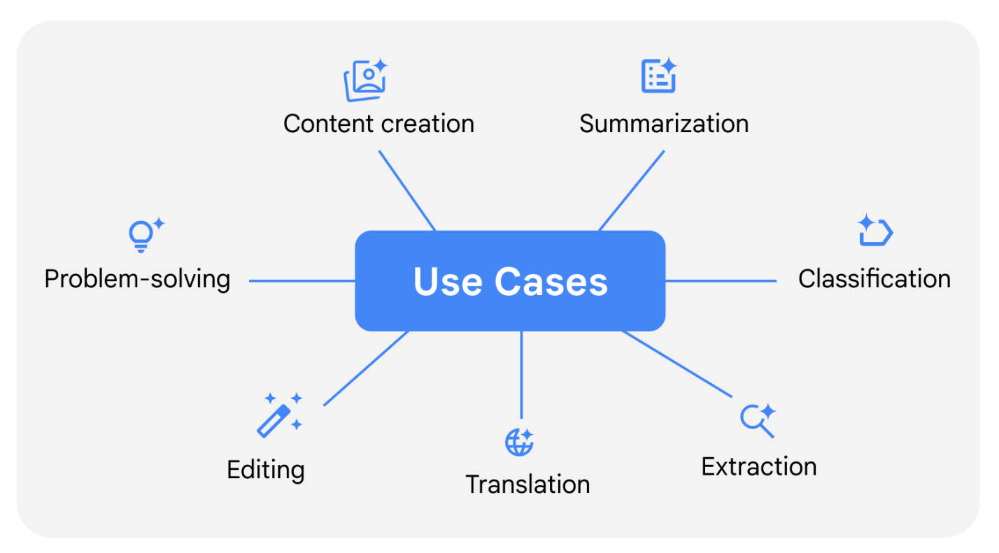 Content creation
Summarization
Problem-solving
Use Cases
Classification
Editing
Translation
Extraction